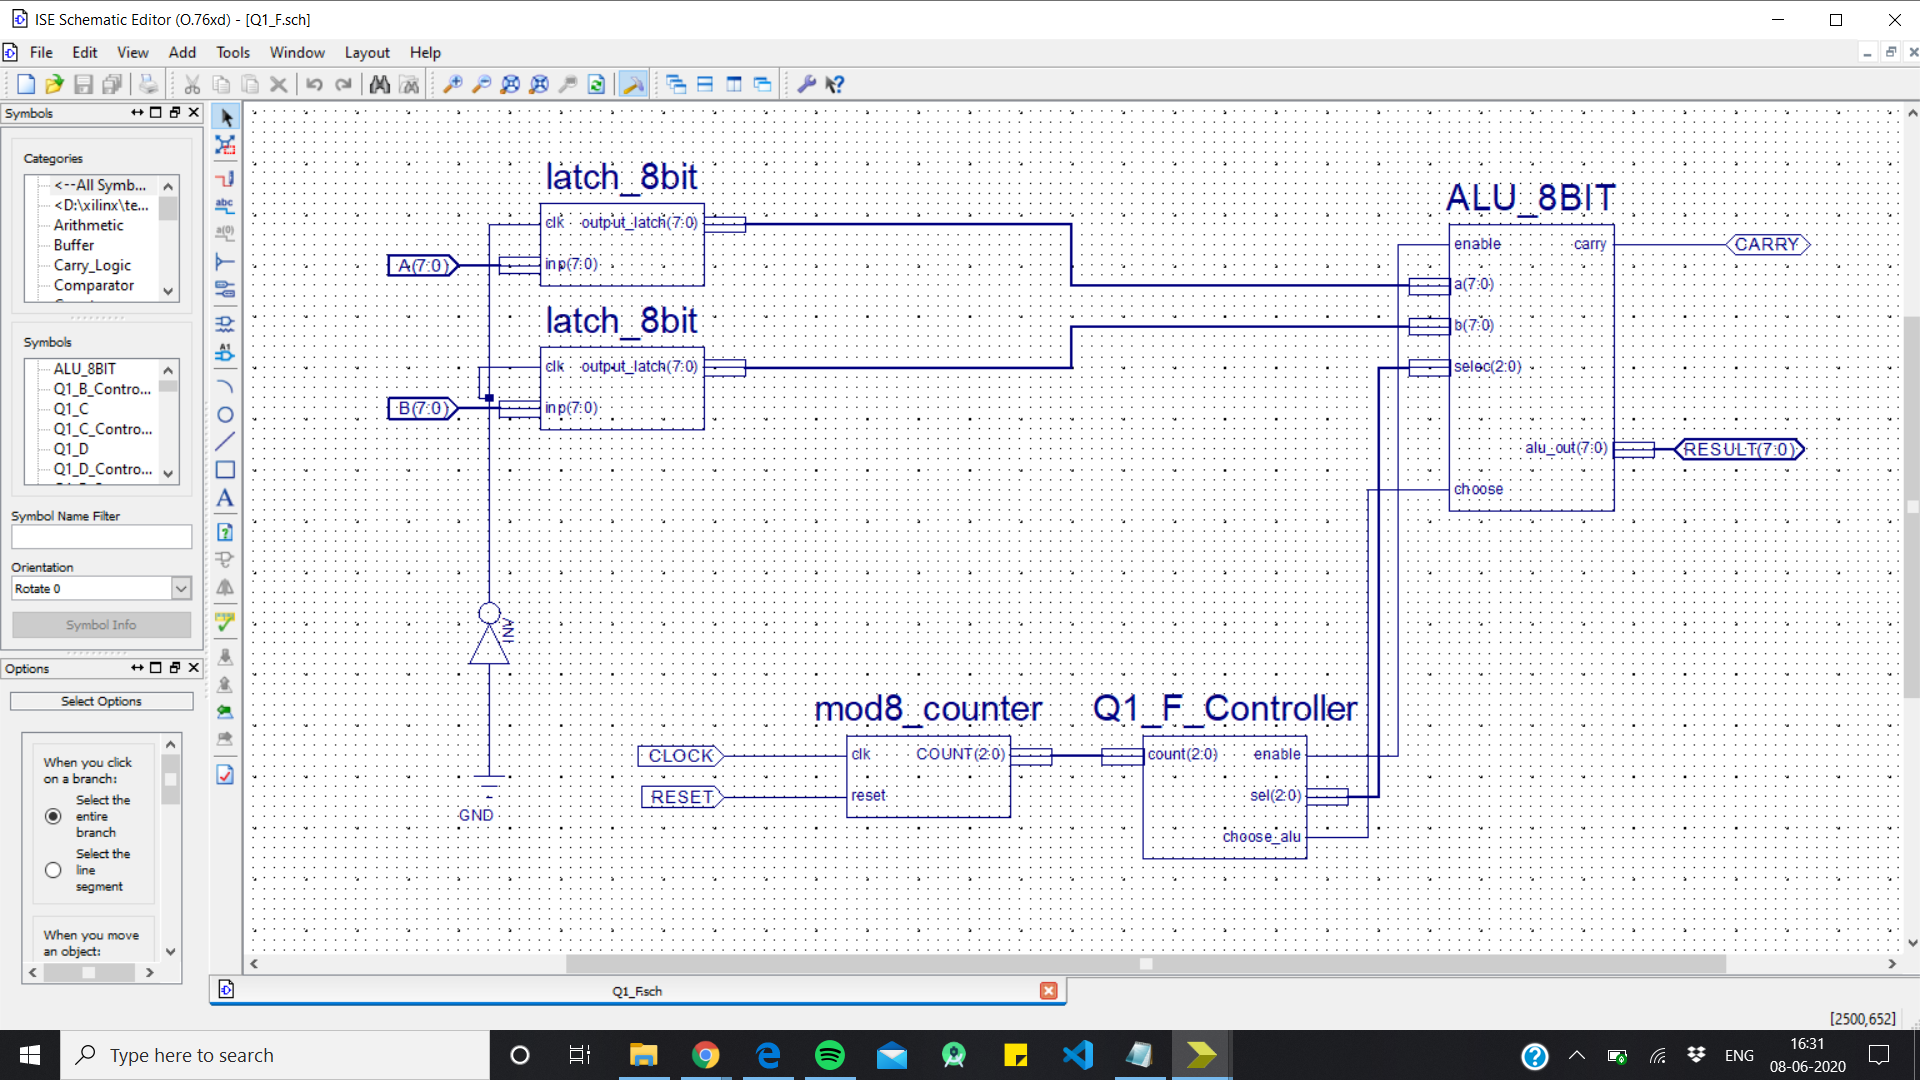 ISE Schematic Editor (O.76xd) - [Q1_F.sch]
File Edit View Add Tools Window Layout Help
Symbols
Categories
<--All Symb...
<D:\xilinx\te...
Arithmetic
Buffer
Carry_Logic
Comparator
Symbols
ALU_8BIT
Q1_B_Contro...
Q1_C
Q1_C_Contro...
Q1_D
Q1_D_Contro...
Symbol Name Filter
Orientation
Rotate 0
Symbol Info
Options
Select Options
When you click
on a branch:
Select the
entire
branch
Select the
line
segment
When you move
an object:
abc
a(0)
A1
A
latch_8bit
clk output_latch(7:0)
A(7:0) inp(7:0)
latch_8bit
clk output_latch(7:0)
B(7:0) inp(7:0)
INV
GND
ALU_8BIT
enable carry CARRY
a(7:0)
b(7:0)
selec(2:0)
alu_out(7:0) RESULT(7:0)
choose
mod8_counter
CLOCK clk COUNT(2:0)
RESET reset
Q1_F_Controller
count(2:0) enable
sel(2:0)
choose_alu
Q1_F.sch
[2500,652]
Type here to search
ENG
16:31
08-06-2020